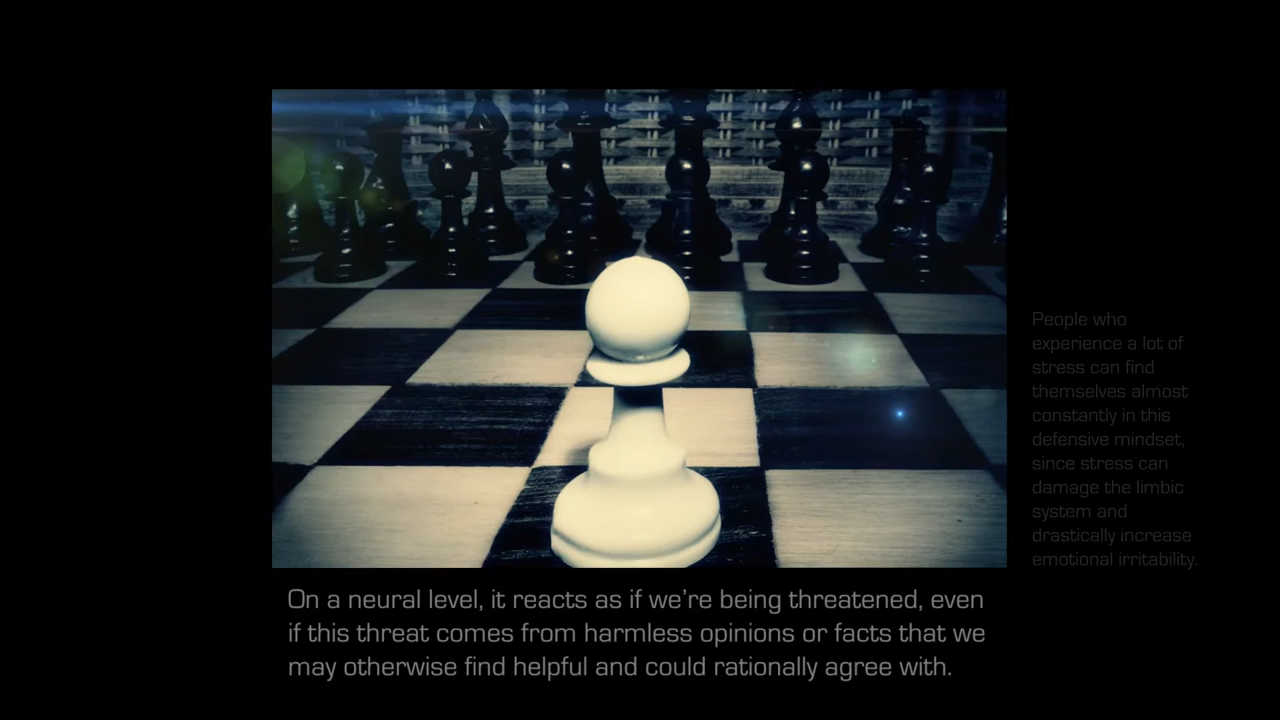 On a neural level, it reacts as if we're being threatened, even
if this threat comes from harmless opinions or facts that we
may otherwise find helpful and could rationally agree with.
People who
experience a lot of
stress can find
themselves almost
constantly in this
defensive mindset,
since stress can
damage the limbic
system and
drastically increase
emotional irritability.